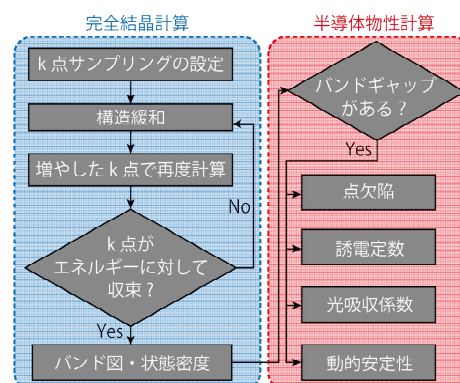 完全結晶計算
k 点サンプリングの設定
構造緩和
増やした k 点で再度計算
No
k 点が
エネルギーに対して
収束？
Yes
バンド図・状態密度
半導体物性計算
バンドギャップ
がある？
Yes
点欠陥
誘電定数
光吸収係数
動的安定性